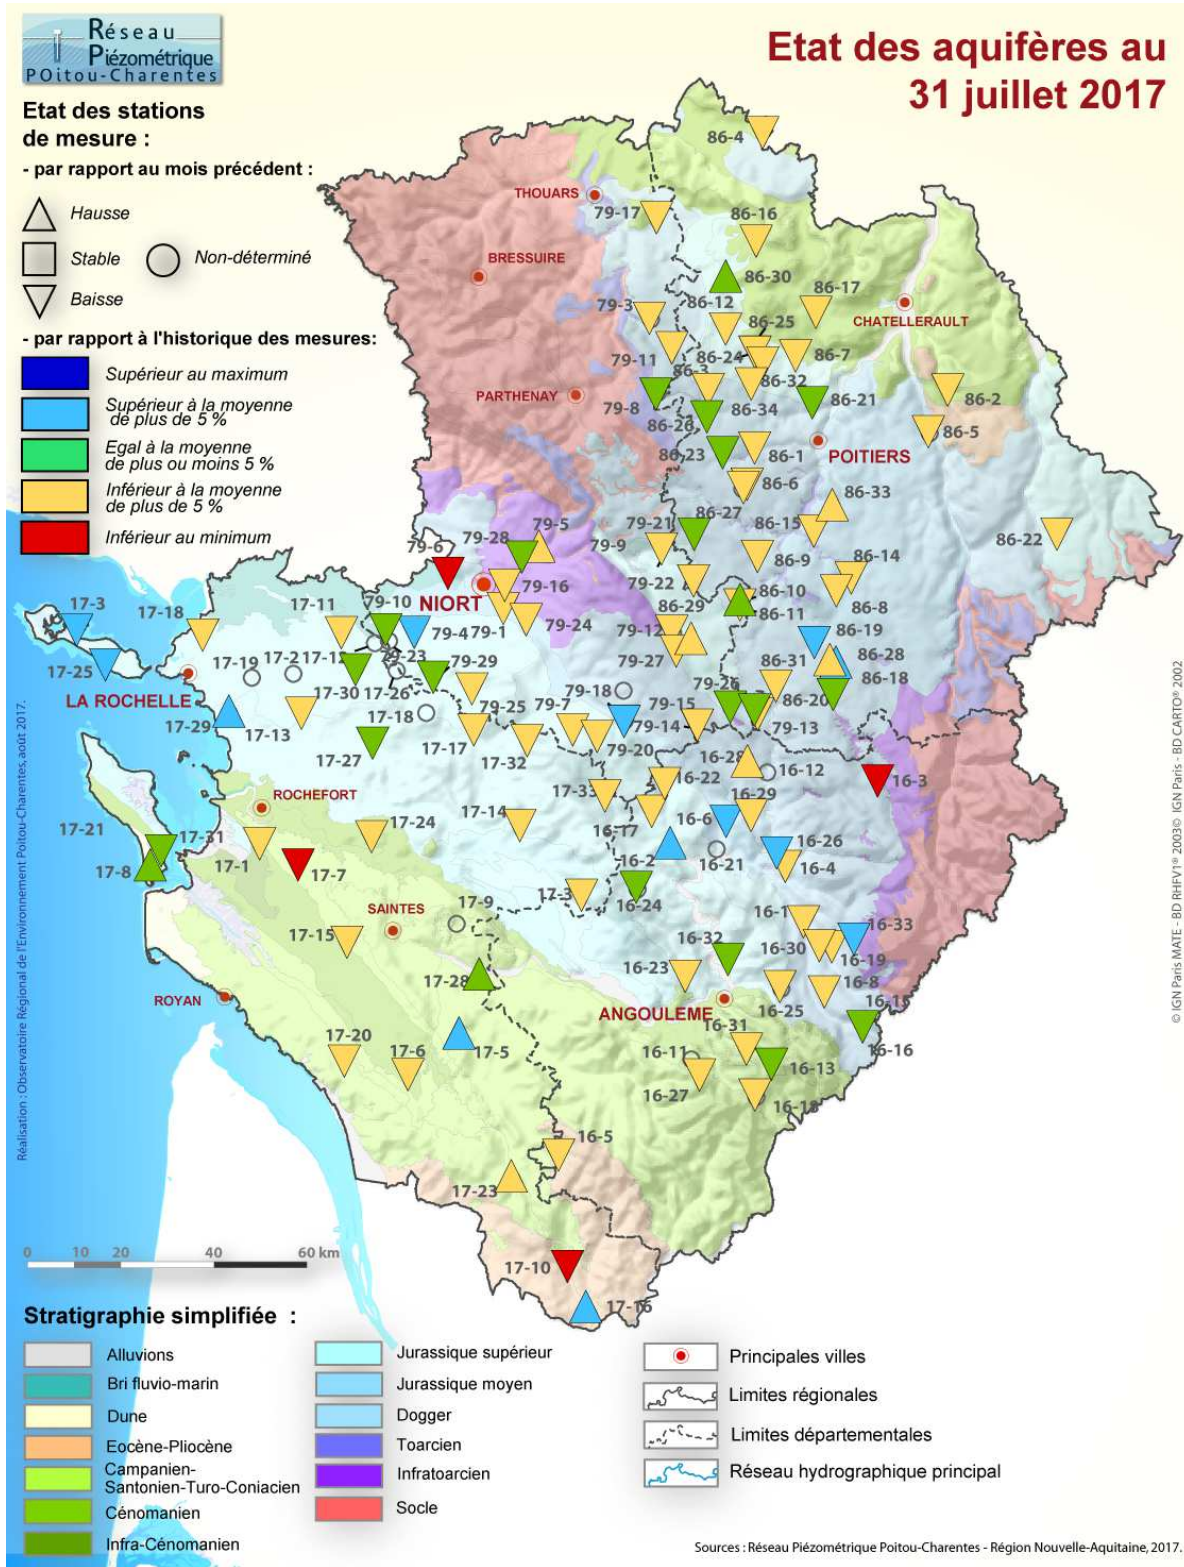 Réseau
Piézométrique
POitou-Charentes
Etat des aquifères au
31 juillet 2017
Etat des stations
de mesure :
- par rapport au mois précédent :
Hausse
Stable
Non-déterminé
Baisse
- par rapport à l'historique des mesures:
Supérieur au maximum
Supérieur à la moyenne
de plus de 5 %
Egal à la moyenne
de plus ou moins 5 %
Inférieur à la moyenne
de plus de 5 %
Inférieur au minimum
86-4
THOUARS
79-17
86-16
BRESSUIRE
86-30
86-17
79-3
86-12
CHATELLERAULT
86-25
79-11
86-24
86-7
86-3
86-32
PARTHENAY
79-8
86-34
86-21
86-2
86-26
86-5
86-23
86-1
POITIERS
86-6
86-33
79-5
79-21
86-27
86-15
79-28
79-6
79-9
86-9
86-22
86-14
79-16
79-22
NIORT
86-10
86-8
17-3
17-18
17-11
79-10
86-29
86-11
79-4
79-1
79-24
79-12
86-19
17-25
17-19
17-2
17-12
79-23
79-29
79-27
86-31
86-28
86-18
LA ROCHELLE
17-30
17-26
79-18
79-26
86-20
17-29
17-13
17-18
79-25
79-7
79-15
79-14
79-13
17-27
17-17
17-32
79-20
16-28
16-12
16-22
16-3
ROCHEFORT
17-33
16-29
17-21
17-31
17-24
17-14
16-17
16-6
16-26
17-8
17-1
17-7
16-2
16-21
16-4
17-3
16-24
SAINTES
17-9
16-1
16-33
17-15
16-32
16-30
16-19
17-28
16-23
16-8
ROYAN
ANGOULEME
16-25
16-15
16-31
17-20
17-6
17-5
16-11
16-13
16-16
16-27
16-18
16-5
17-23
17-10
17-16
0 10 20 40 60 km
Stratigraphie simplifiée :
Alluvions
Bri fluvio-marin
Dune
Eocène-Pliocène
Campanien-
Santonien-Turo-Coniacien
Cénomanien
Infra-Cénomanien
Jurassique supérieur
Jurassique moyen
Dogger
Toarcien
Infratoarcien
Socle
Principales villes
Limites régionales
Limites départementales
Réseau hydrographique principal
Sources : Réseau Piézométrique Poitou-Charentes - Région Nouvelle-Aquitaine, 2017.
Réalisation : Observatoire Régional de l'Environnement Poitou-Charentes, août 2017.
© IGN Paris MATE - BD RHFV1® 2003© IGN Paris - BD CARTO® 2002